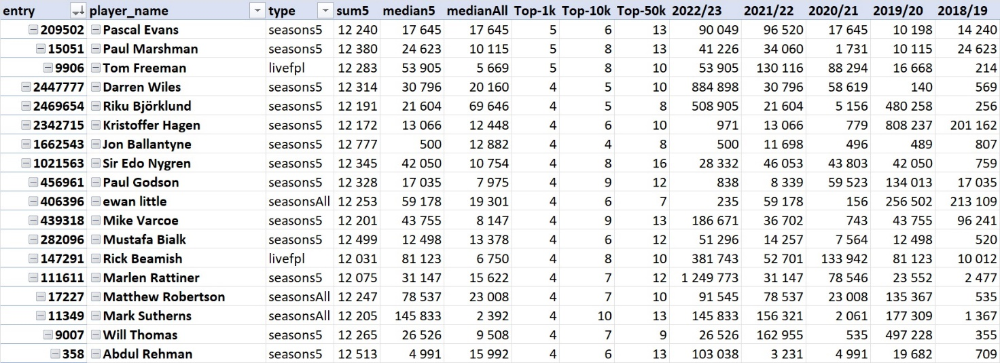 entry player_name type sum5 median5 medianAll Top-1k Top-10k Top-50k 2022/23 2021/22 2020/21 2019/20 2018/19
209502 Pascal Evans seasons5 12 240 17 645 17 645 5 6 13 90 049 96 520 17 645 10 198 14 240
15051 Paul Marshman seasons5 12 380 24 623 10 115 5 8 13 41 226 34 060 1 731 10 115 24 623
9906 Tom Freeman livefpl 12 283 53 905 5 669 5 8 10 53 905 130 116 88 294 16 668 214
2447777 Darren Wiles seasons5 12 314 30 796 20 160 4 5 10 884 898 30 796 58 619 140 569
2469654 Riku Björklund seasons5 12 191 21 604 69 646 4 5 8 508 905 21 604 5 156 480 258 256
2342715 Kristoffer Hagen seasons5 12 172 13 066 12 448 4 6 10 971 13 066 779 808 237 201 162
1662543 Jon Ballantyne seasons5 12 777 500 12 882 4 4 8 500 11 698 496 489 807
1021563 Sir Edo Nygren seasons5 12 345 42 050 10 754 4 8 16 28 332 46 053 43 803 42 050 759
456961 Paul Godson seasons5 12 328 17 035 7 975 4 9 12 838 8 339 59 523 134 013 17 035
406396 ewan little seasonsAll 12 253 59 178 19 301 4 6 7 235 59 178 156 256 502 213 109
439318 Mike Varcoe seasons5 12 201 43 755 8 147 4 9 13 186 671 36 702 743 43 755 96 241
282096 Mustafa Bialk seasons5 12 499 12 498 13 378 4 6 12 51 296 14 257 7 564 12 498 520
147291 Rick Beamish livefpl 12 031 81 123 6 750 4 8 10 381 743 52 701 133 942 81 123 10 012
111611 Marlen Rattiner seasons5 12 075 31 147 15 622 4 7 12 1 249 773 31 147 78 546 23 552 2 477
17227 Matthew Robertson seasonsAll 12 247 78 537 23 008 4 7 10 91 545 78 537 23 008 135 367 535
11349 Mark Sutherns seasonsAll 12 205 145 833 2 392 4 10 13 145 833 156 321 2 061 177 309 1 367
9007 Will Thomas seasons5 12 265 26 526 9 508 4 7 9 26 526 162 955 535 497 228 355
358 Abdul Rehman seasons5 12 513 4 991 15 992 4 6 13 103 038 3 231 4 991 19 682 709